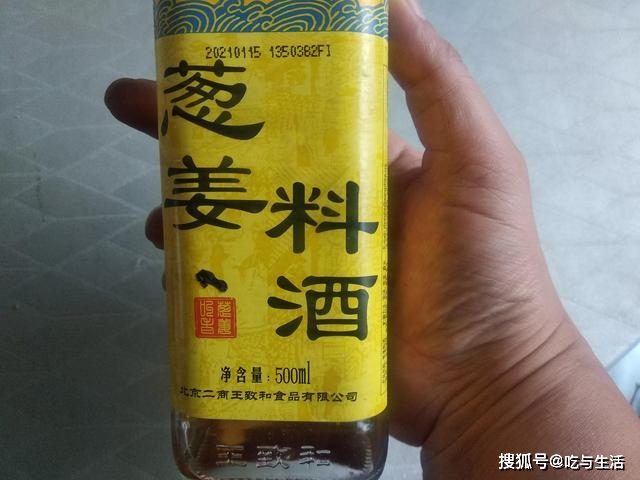 20210115 1350382FI
葱姜
料酒
净含量：500ml
北京二商王致和食品有限公司
王致和
搜狐号@吃与生活